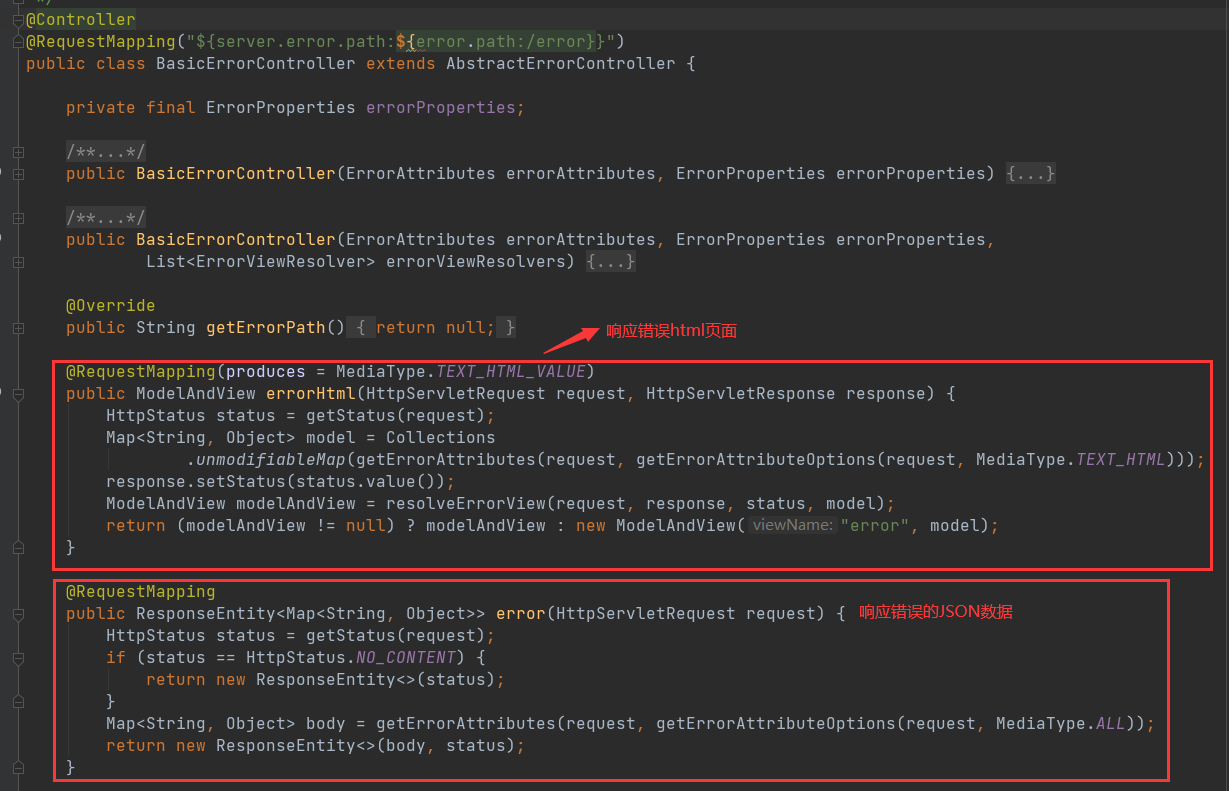 */
@Controller
@RequestMapping("${server.error.path:${error.path:/error}}")
public class BasicErrorController extends AbstractErrorController {
private final ErrorProperties errorProperties;
/**...*/
public BasicErrorController(ErrorAttributes errorAttributes, ErrorProperties errorProperties) {...}
/**...*/
public BasicErrorController(ErrorAttributes errorAttributes, ErrorProperties errorProperties,
List<ErrorViewResolver> errorViewResolvers) {...}
@Override
public String getErrorPath() { return null; }
响应错误html页面
@RequestMapping(produces = MediaType.TEXT_HTML_VALUE)
public ModelAndView errorHtml(HttpServletRequest request, HttpServletResponse response) {
HttpStatus status = getStatus(request);
Map<String, Object> model = Collections
.unmodifiableMap(getErrorAttributes(request, getErrorAttributeOptions(request, MediaType.TEXT_HTML)));
response.setStatus(status.value());
ModelAndView modelAndView = resolveErrorView(request, response, status, model);
return (modelAndView != null) ? modelAndView : new ModelAndView( viewName: "error", model);
}
@RequestMapping
public ResponseEntity<Map<String, Object>> error(HttpServletRequest request) { 响应错误的JSON数据
HttpStatus status = getStatus(request);
if (status == HttpStatus.NO_CONTENT) {
return new ResponseEntity<>(status);
}
Map<String, Object> body = getErrorAttributes(request, getErrorAttributeOptions(request, MediaType.ALL));
return new ResponseEntity<>(body, status);
}